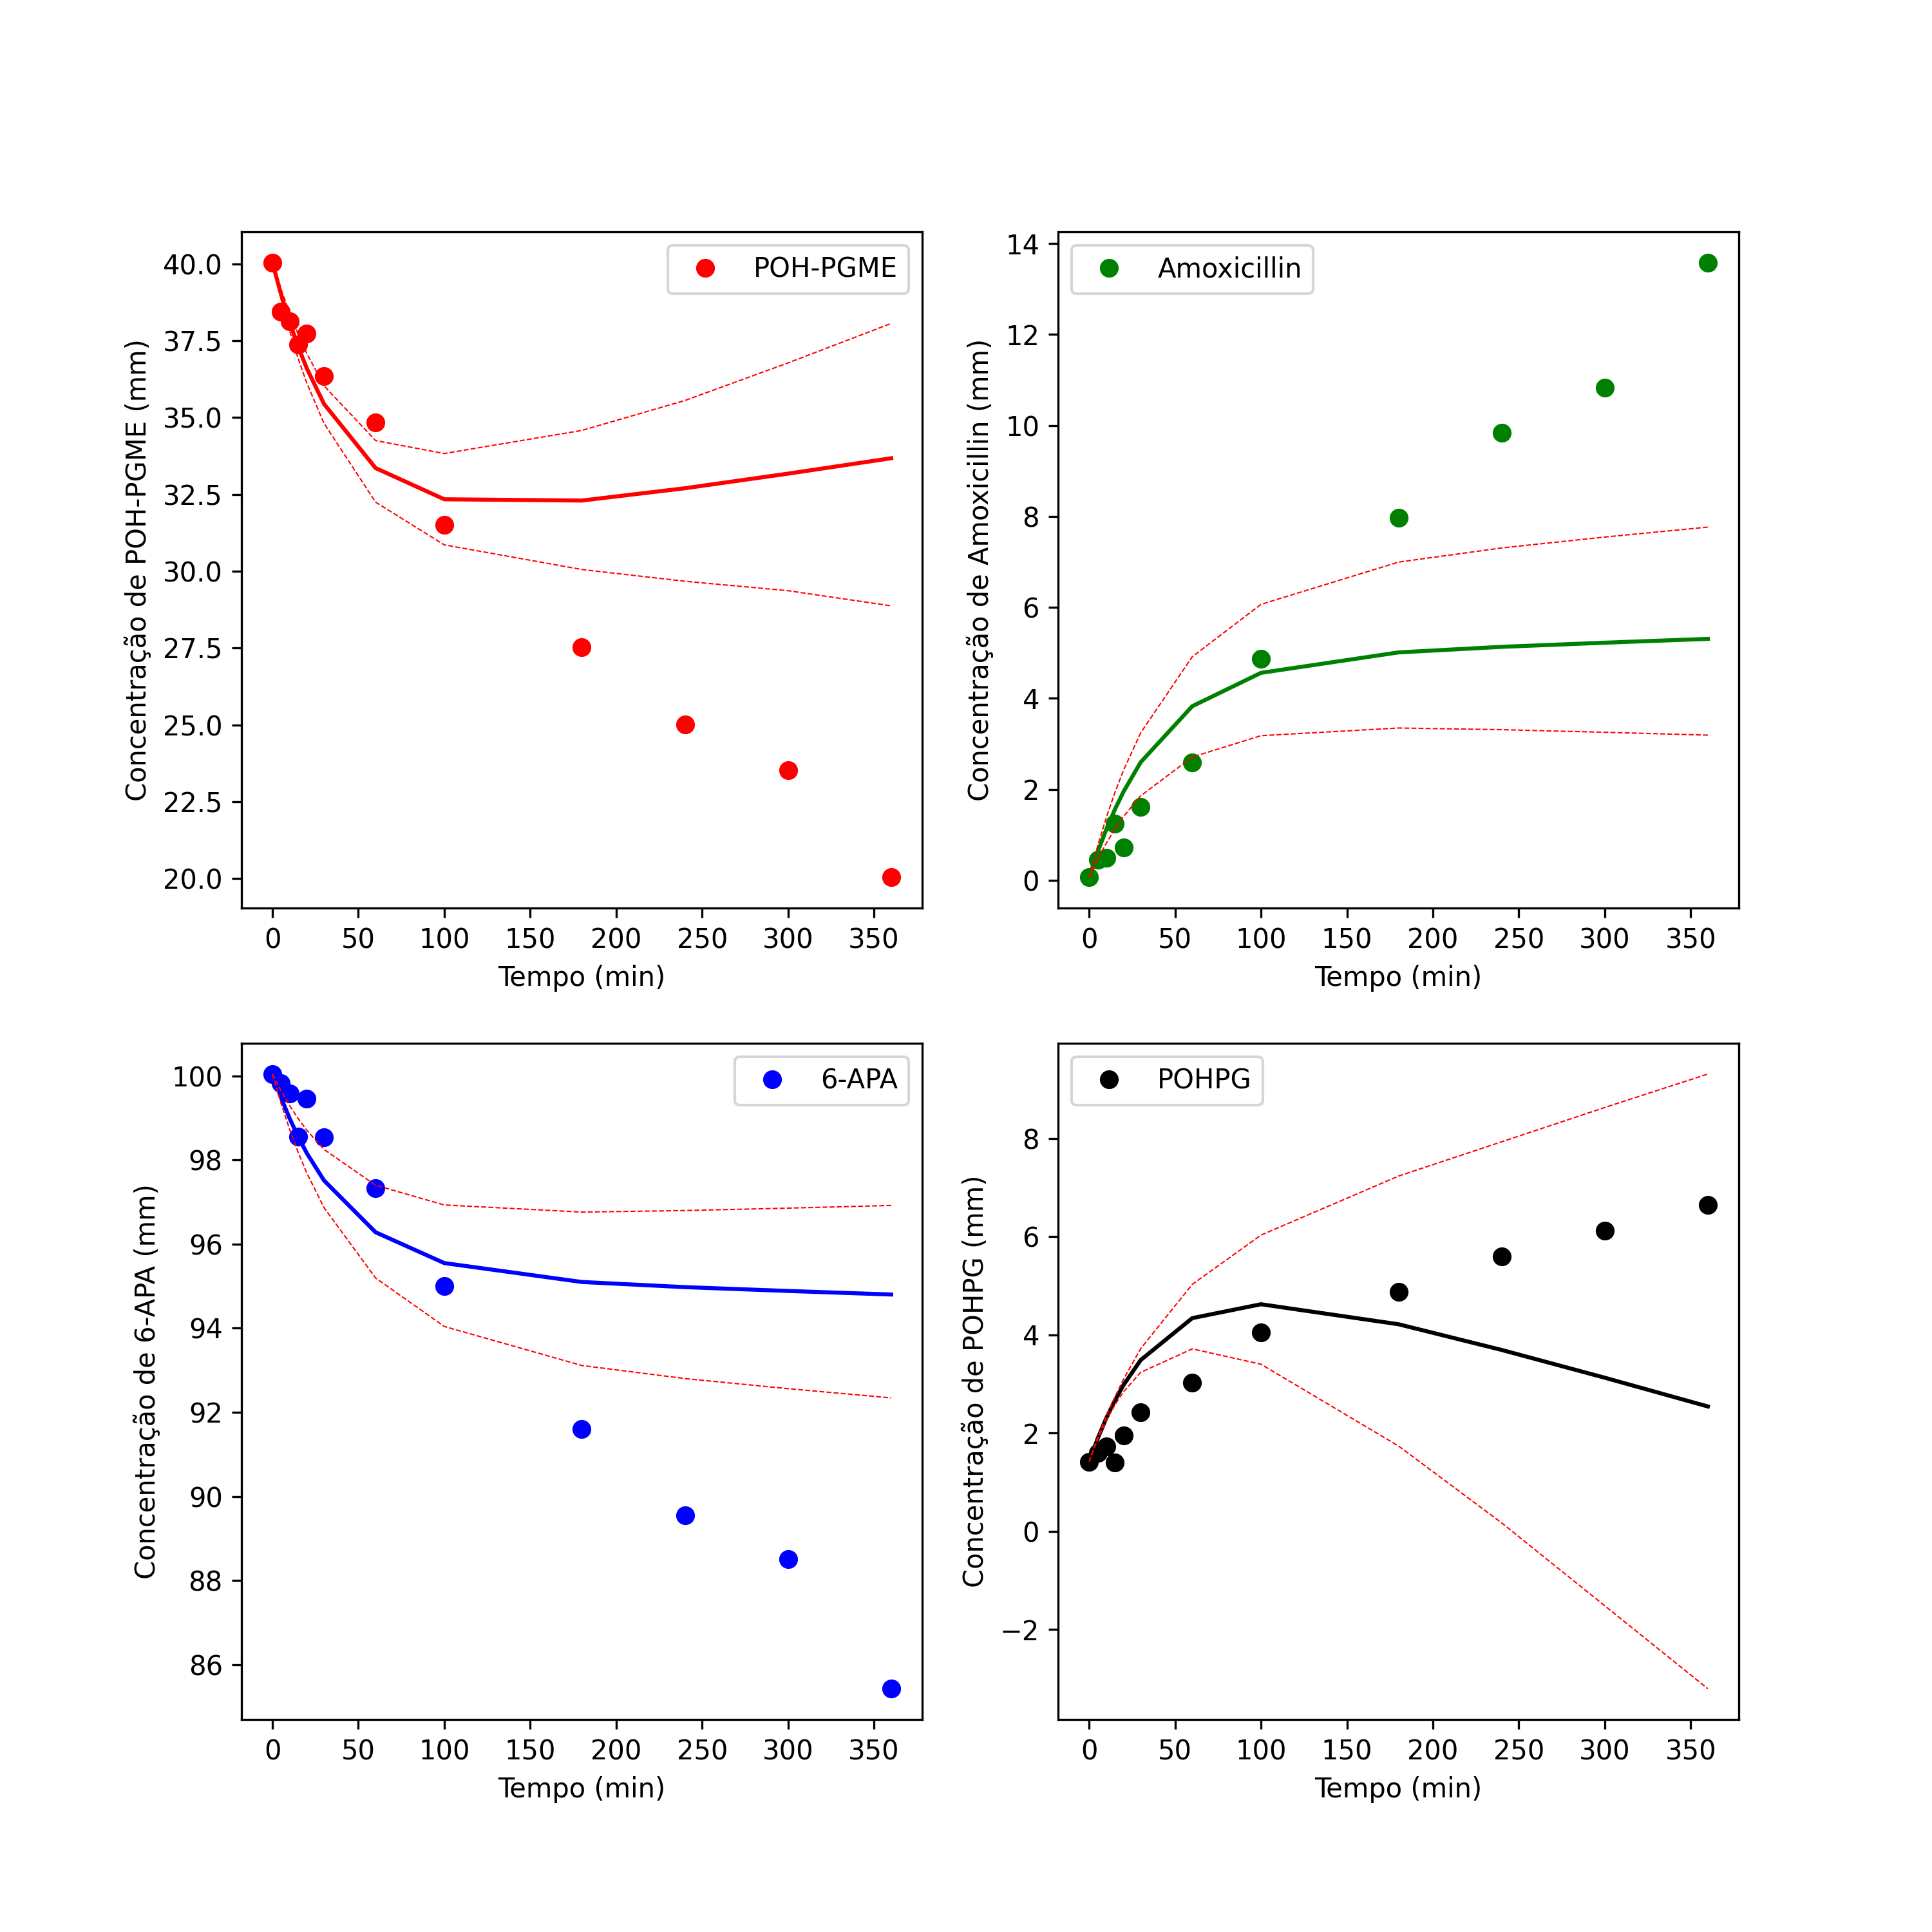 POH-PGME
Concentração de POH-PGME (mm)
40.0
37.5
35.0
32.5
30.0
27.5
25.0
22.5
20.0
0 50 100 150 200 250 300 350
Tempo (min)
Amoxicillin
Concentração de Amoxicillin (mm)
14
12
10
8
6
4
2
0
0 50 100 150 200 250 300 350
Tempo (min)
6-APA
Concentração de 6-APA (mm)
100
98
96
94
92
90
88
86
0 50 100 150 200 250 300 350
Tempo (min)
POHPG
Concentração de POHPG (mm)
8
6
4
2
0
−2
0 50 100 150 200 250 300 350
Tempo (min)